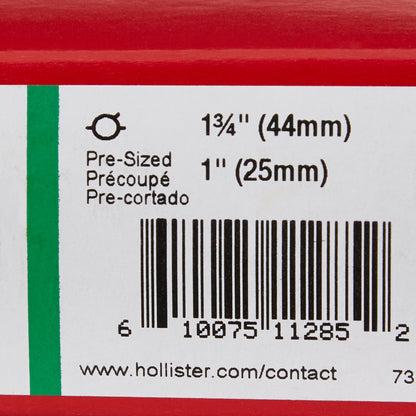 1¾" (44mm)
Pre-Sized
Précoupé
Pre-cortado
1" (25mm)
6 10075 11285 2
www.hollister.com/contact
73